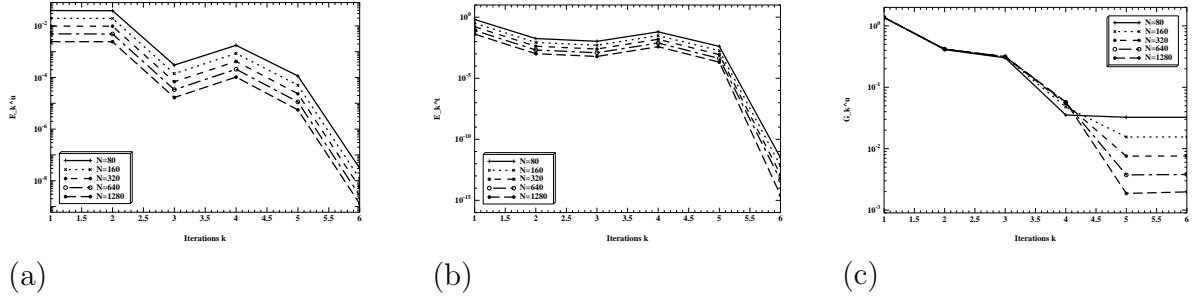 10^-2
10^-4
10^-6
10^-8
E_k^u
N=80
N=160
N=320
N=640
N=1280
1 1.5 2 2.5 3 3.5 4 4.5 5 5.5 6
Iterations k
(a)
10^0
10^-5
10^-10
10^-15
E_k^t
N=80
N=160
N=320
N=640
N=1280
1 1.5 2 2.5 3 3.5 4 4.5 5 5.5 6
Iterations k
(b)
10^0
10^-1
10^-2
10^-3
G_k^u
N=80
N=160
N=320
N=640
N=1280
1 1.5 2 2.5 3 3.5 4 4.5 5 5.5 6
Iterations k
(c)